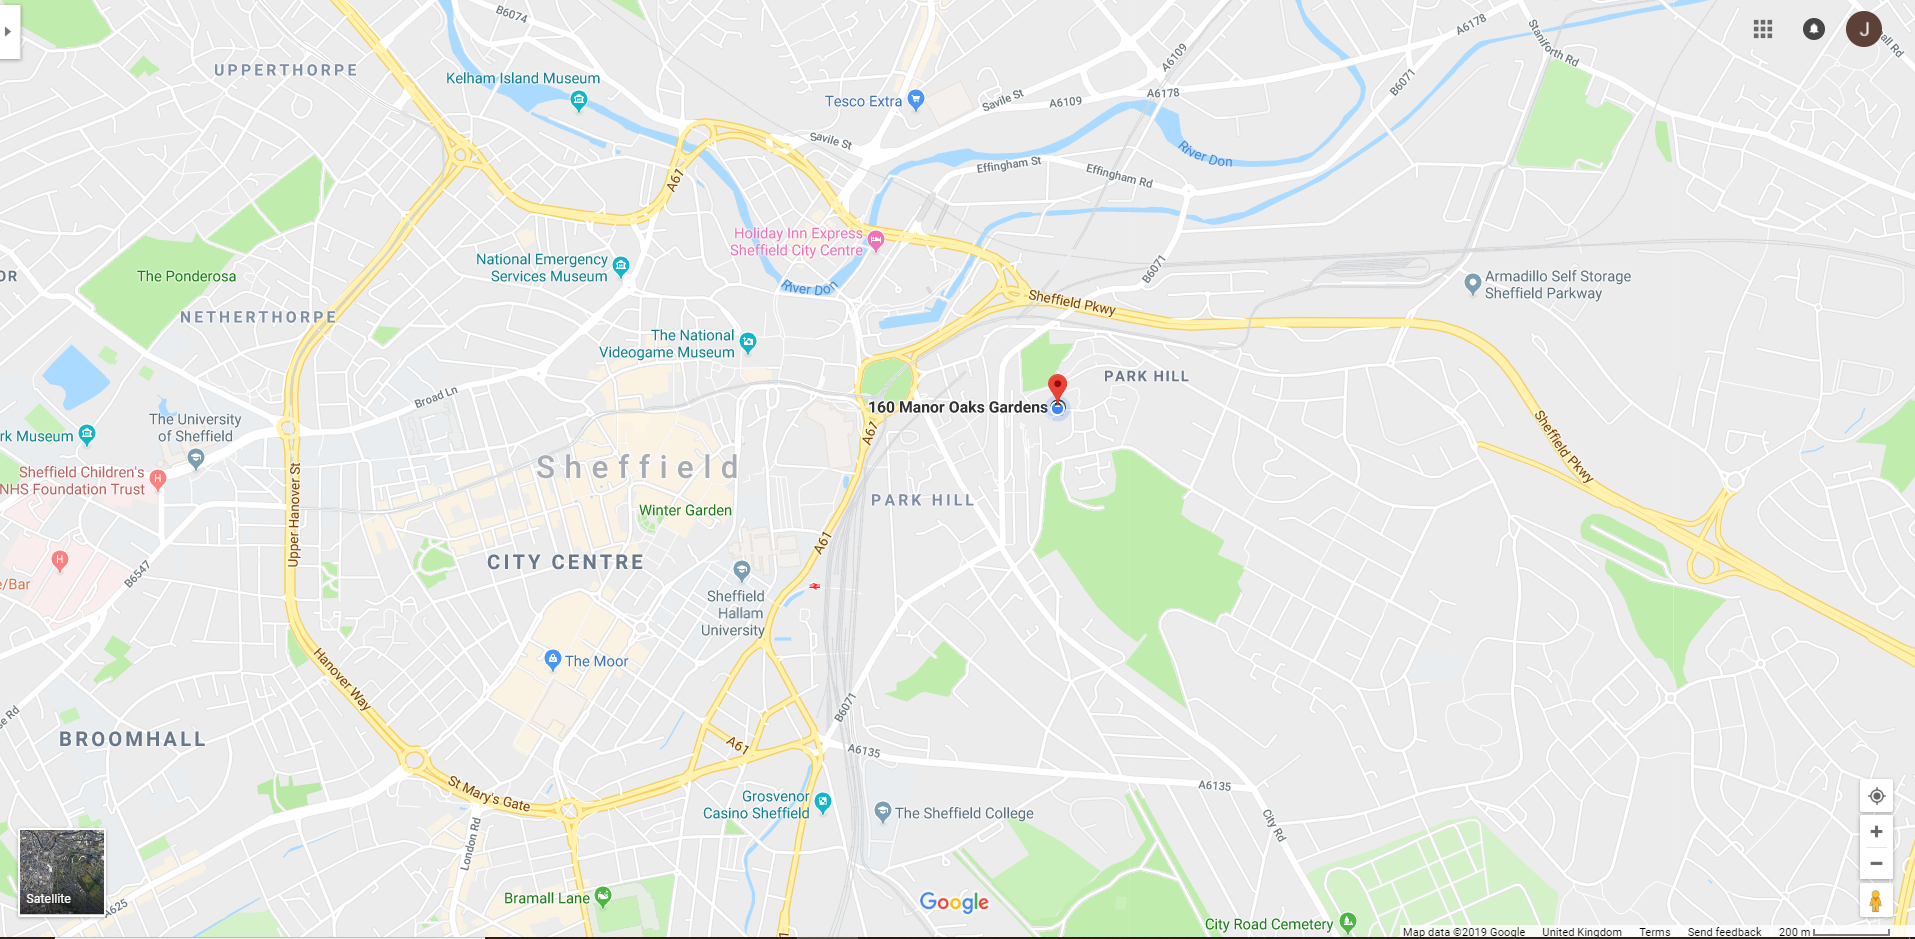 B6074
A6178
Staniforth Rd
J
all Rd
UPPERTHORPE
Kelham Island Museum
A6109
B6071
Tesco Extra
Savile St
A6109
A6178
Savile St
River Don
Effingham St
Effingham Rd
A61
Holiday Inn Express
Sheffield City Centre
National Emergency
Services Museum
The Ponderosa
OR
B6071
Armadillo Self Storage
Sheffield Parkway
River Don
Sheffield Pkwy
NETHERTHORPE
The National
Videogame Museum
PARK HILL
Broad Ln
160 Manor Oaks Gardens
The University
of Sheffield
rk Museum
A61
Sheffield Pkwy
Sheffield
Sheffield Children's
NHS Foundation Trust
Upper Hanover St
PARK HILL
Winter Garden
A61
CITY CENTRE
H
H
e/Bar
B6547
Sheffield
Hallam
University
The Moor
Hanover Way
B6071
se Rd
BROOMHALL
A61
A6135
A6135
St Mary's Gate
Grosvenor
Casino Sheffield
The Sheffield College
City Rd
London Rd
Satellite
A625
Bramall Lane
Google
City Road Cemetery
Map data ©2019 Google United Kingdom Terms Send feedback 200 m